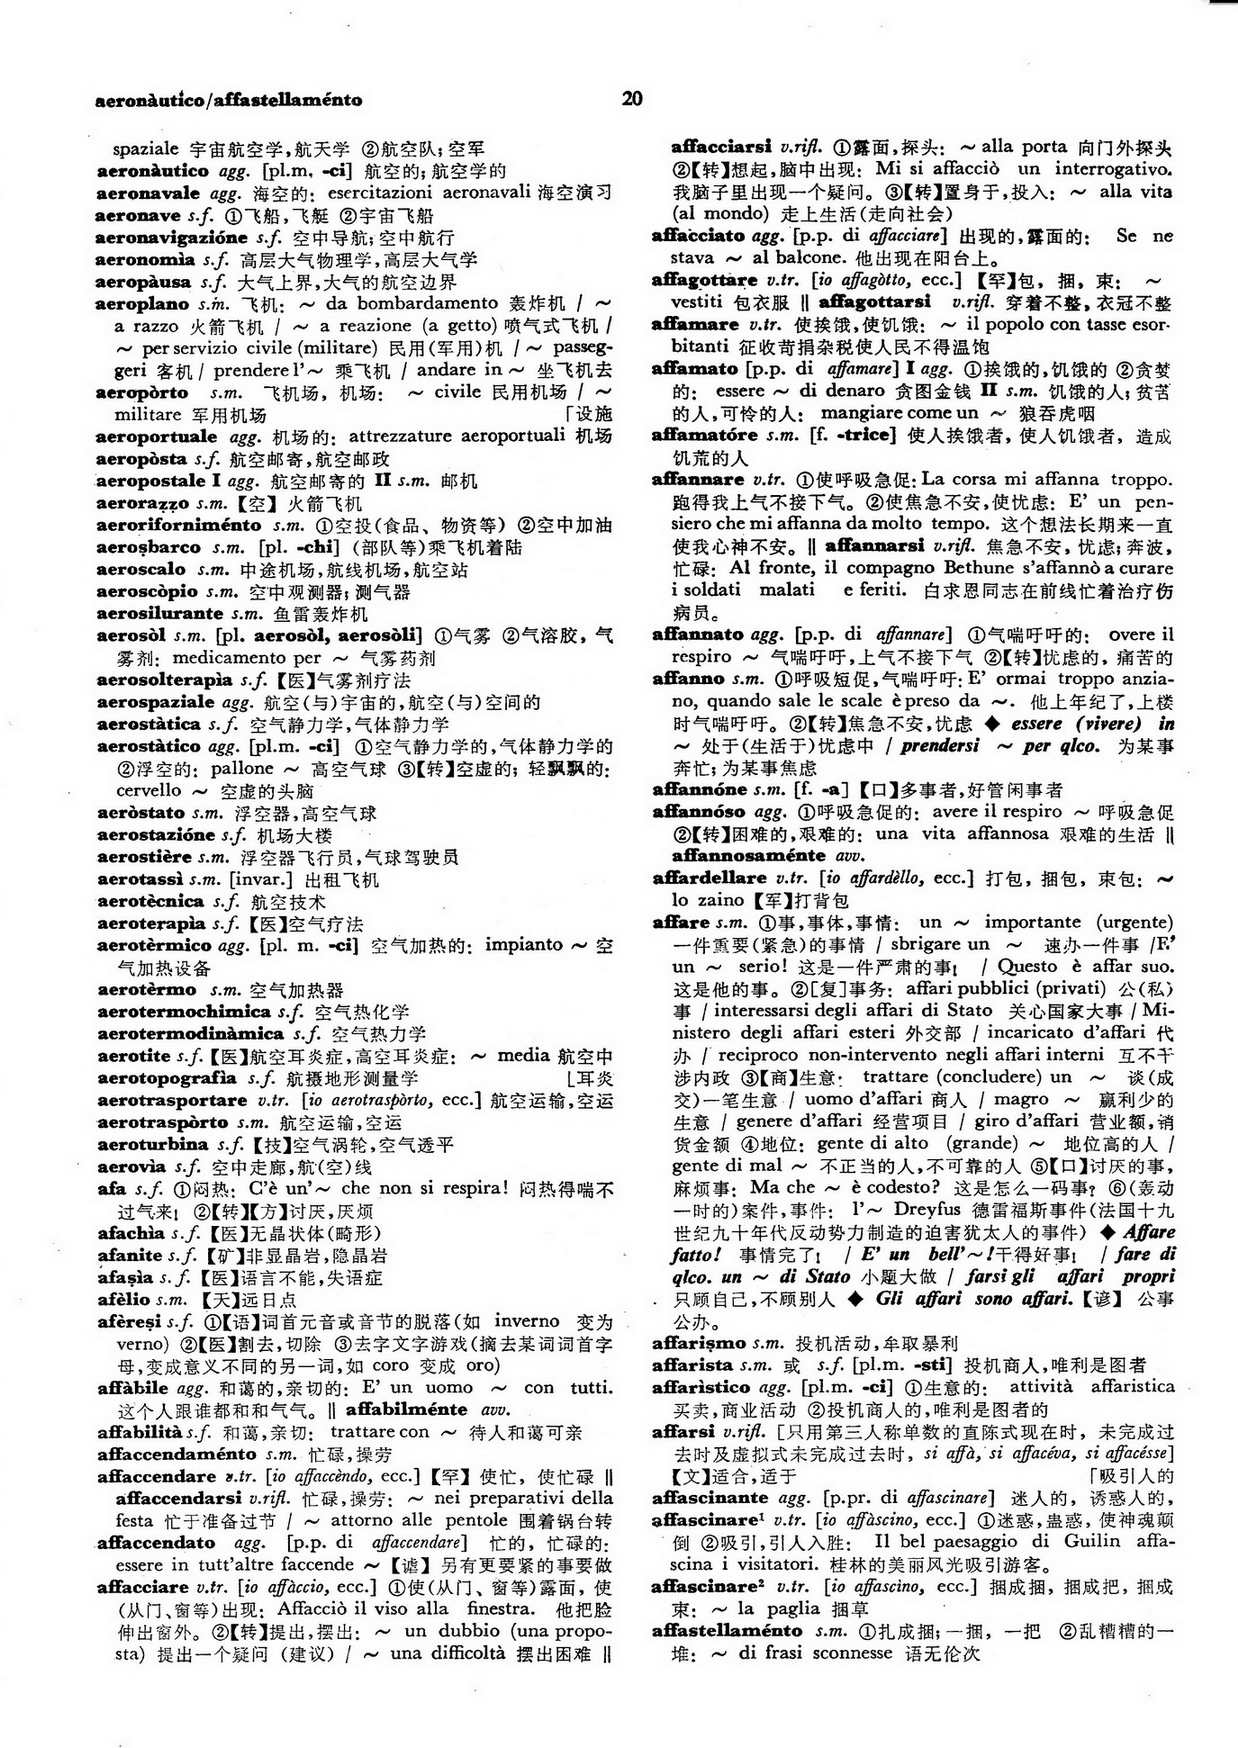 aeronàutico/affastellaménto
20
spaziale 宇宙航空学,航天学 ②航空队; 空军
aeronàutico agg. [pl.m. -ci] 航空的; 航空学的
aeronavale agg. 海空的: esercitazioni aeronavali 海空演习
aeronave s.f. ①飞船,飞艇 ②宇宙飞船
aeronavigazióne s.f. 空中导航; 空中航行
aeronomìa s.f. 高层大气物理学,高层大气学
aeropàusa s.f. 大气上界,大气的航空边界
aeroplano s.m. 飞机: ~ da bombardamento 轰炸机 / ~
a razzo 火箭飞机 / ~ a reazione (a getto) 喷气式飞机 /
~ per servizio civile (militare) 民用(军用)机 / ~ passeg-
geri 客机 / prendere l'~ 乘飞机 / andare in ~ 坐飞机去
aeropòrto s.m. 飞机场, 机场: ~ civile 民用机场 / ~
militare 军用机场 「设施
aeroportuale agg. 机场的: attrezzature aeroportuali 机场
aeropòsta s.f. 航空邮寄,航空邮政
aeropostale I agg. 航空邮寄的 II s.m. 邮机
aerorazzo s.m. 【空】 火箭飞机
aeroriforniménto s.m. ①空投(食品、物资等) ②空中加油
aerosbarco s.m. [pl. -chi] (部队等)乘飞机着陆
aeroscalo s.m. 中途机场,航线机场,航空站
aeroscòpio s.m. 空中观测器; 测气器
aerosilurante s.m. 鱼雷轰炸机
aerosòl s.m. [pl. aerosòl, aerosòli] ①气雾 ②气溶胶, 气
雾剂: medicamento per ~ 气雾药剂
aerosolterapìa s.f. 【医】气雾剂疗法
aerospaziale agg. 航空(与)宇宙的,航空(与)空间的
aerostàtica s.f. 空气静力学,气体静力学
aerostàtico agg. [pl.m. -ci] ①空气静力学的,气体静力学的
②浮空的: pallone ~ 高空气球 ③【转】空虚的; 轻飘飘的:
cervello ~ 空虚的头脑
aeròstato s.m. 浮空器,高空气球
aerostazióne s.f. 机场大楼
aerostière s.m. 浮空器飞行员,气球驾驶员
aerotassì s.m. [invar.] 出租飞机
aerotècnica s.f. 航空技术
aeroterapìa s.f. 【医】空气疗法
aerotèrmico agg. [pl. m. -ci] 空气加热的: impianto ~ 空
气加热设备
aerotèrmo s.m. 空气加热器
aerotermochimica s.f. 空气热化学
aerotermodinàmica s.f. 空气热力学
aerotite s.f. 【医】航空耳炎症,高空耳炎症: ~ media 航空中
aerotopografìa s.f. 航摄地形测量学 ⌊耳炎
aerotrasportare v.tr. [io aerotraspòrto, ecc.] 航空运输,空运
aerotraspòrto s.m. 航空运输,空运
aeroturbina s.f. 【技】空气涡轮,空气透平
aerovìa s.f. 空中走廊,航(空)线
afa s.f. ①闷热: C'è un'~ che non si respira! 闷热得喘不
过气来! ②【转】【方】讨厌,厌烦
afachìa s.f. 【医】无晶状体(畸形)
afanite s.f. 【矿】非显晶岩,隐晶岩
afasìa s.f. 【医】语言不能,失语症
afèlio s.m. 【天】远日点
afèresi s.f. ①【语】词首元音或音节的脱落(如 inverno 变为
verno) ②【医】割去,切除 ③去字文字游戏(摘去某词词首字
母,变成意义不同的另一词,如 coro 变成 oro)
affàbile agg. 和蔼的,亲切的: E' un uomo ~ con tutti.
这个人跟谁都和和气气。‖ affabilménte avv.
affabilità s.f. 和蔼,亲切: trattare con ~ 待人和蔼可亲
affaccendaménto s.m. 忙碌,操劳
affaccendare v.tr. [io affaccèndo, ecc.] 【罕】 使忙, 使忙碌 ‖
affaccendarsi v.rifl. 忙碌,操劳: ~ nei preparativi della
festa 忙于准备过节 / ~ attorno alle pentole 围着锅台转
affaccendato agg. [p.p. di affaccendare] 忙的, 忙碌的:
essere in tutt'altre faccende ~ 【谑】 另有更要紧的事要做
affacciare v.tr. [io affàccio, ecc.] ①使(从门、窗等)露面, 使
(从门、窗等)出现: Affacciò il viso alla finestra. 他把脸
伸出窗外。②【转】提出,摆出: ~ un dubbio (una propo-
sta) 提出一个疑问 (建议) / ~ una difficoltà 摆出困难 ‖
affacciarsi v.rifl. ①露面,探头: ~ alla porta 向门外探头
②【转】想起,脑中出现: Mi si affacciò un interrogativo.
我脑子里出现一个疑问。③【转】置身于,投入: ~ alla vita
(al mondo) 走上生活(走向社会)
affacciato agg. [p.p. di affacciare] 出现的,露面的: Se ne
stava ~ al balcone. 他出现在阳台上。
affagottare v.tr. [io affagòtto, ecc.] 【罕】包, 捆, 束: ~
vestiti 包衣服 ‖ affagottarsi v.rifl. 穿着不整,衣冠不整
affamare v.tr. 使挨饿,使饥饿: ~ il popolo con tasse esor-
bitanti 征收苛捐杂税使人民不得温饱
affamato [p.p. di affamare] I agg. ①挨饿的,饥饿的 ②贪婪
的: essere ~ di denaro 贪图金钱 II s.m. 饥饿的人; 贫苦
的人,可怜的人: mangiare come un ~ 狼吞虎咽
affamatóre s.m. [f. -trice] 使人挨饿者, 使人饥饿者, 造成
饥荒的人
affannare v.tr. ①使呼吸急促: La corsa mi affanna troppo.
跑得我上气不接下气。②使焦急不安,使忧虑: E' un pen-
siero che mi affanna da molto tempo. 这个想法长期来一直
使我心神不安。‖ affannarsi v.rifl. 焦急不安, 忧虑; 奔波,
忙碌: Al fronte, il compagno Bethune s'affannò a curare
i soldati malati e feriti. 白求恩同志在前线忙着治疗伤
病员。
affannato agg. [p.p. di affannare] ①气喘吁吁的: overe il
respiro ~ 气喘吁吁,上气不接下气 ②【转】忧虑的, 痛苦的
affanno s.m. ①呼吸短促,气喘吁吁: E' ormai troppo anzia-
no, quando sale le scale è preso da ~. 他上年纪了,上楼
时气喘吁吁。②【转】焦急不安,忧虑 ◆ essere (vivere) in
~ 处于(生活于)忧虑中 / prendersi ~ per qlco. 为某事
奔忙; 为某事焦虑
affannóne s.m. [f. -a] 【口】多事者,好管闲事者
affannóso agg. ①呼吸急促的: avere il respiro ~ 呼吸急促
②【转】困难的,艰难的: una vita affannosa 艰难的生活 ‖
affannosaménte avv.
affardellare v.tr. [io affardèllo, ecc.] 打包, 捆包, 束包: ~
lo zaino 【军】打背包
affare s.m. ①事,事体,事情: un ~ importante (urgente)
一件重要(紧急)的事情 / sbrigare un ~ 速办一件事 /E'
un ~ serio! 这是一件严肃的事! / Questo è affar suo.
这是他的事。②[复]事务: affari pubblici (privati) 公(私)
事 / interessarsi degli affari di Stato 关心国家大事 / Mi-
nistero degli affari esteri 外交部 / incaricato d'affari 代
办 / reciproco non-intervento negli affari interni 互不干
涉内政 ③【商】生意: trattare (concludere) un ~ 谈(成
交)一笔生意 / uomo d'affari 商人 / magro ~ 赢利少的
生意 / genere d'affari 经营项目 / giro d'affari 营业额,销
货金额 ④地位: gente di alto (grande) ~ 地位高的人 /
gente di mal ~ 不正当的人,不可靠的人 ⑤【口】讨厌的事,
麻烦事: Ma che ~ è codesto? 这是怎么一码事? ⑥(轰动
一时的)案件,事件: l'~ Dreyfus 德雷福斯事件(法国十九
世纪九十年代反动势力制造的迫害犹太人的事件) ◆ Affare
fatto! 事情完了! / E' un bell'~! 干得好事! / fare di
qlco. un ~ di Stato 小题大做 / farsi gli affari propri
只顾自己,不顾别人 ◆ Gli affari sono affari. 【谚】 公事
公办。
affarismo s.m. 投机活动,牟取暴利
affarista s.m. 或 s.f. [pl.m. -sti] 投机商人,唯利是图者
affarìstico agg. [pl.m. -ci] ①生意的: attività affaristica
买卖,商业活动 ②投机商人的,唯利是图者的
affarsi v.rifl. [只用第三人称单数的直陈式现在时, 未完成过
去时及虚拟式未完成过去时, si affà, si affacéva, si affacésse]
【文】适合,适于 「吸引人的
affascinante agg. [p.pr. di affascinare] 迷人的, 诱惑人的,
affascinare¹ v.tr. [io affàscino, ecc.] ①迷惑, 蛊惑, 使神魂颠
倒 ②吸引,引人入胜: Il bel paesaggio di Guilin affa-
scina i visitatori. 桂林的美丽风光吸引游客。
affascinare² v.tr. [io affascino, ecc.] 捆成捆, 捆成把, 捆成
束: ~ la paglia 捆草
affastellaménto s.m. ①扎成捆; 一捆, 一把 ②乱糟糟的一
堆: ~ di frasi sconnesse 语无伦次